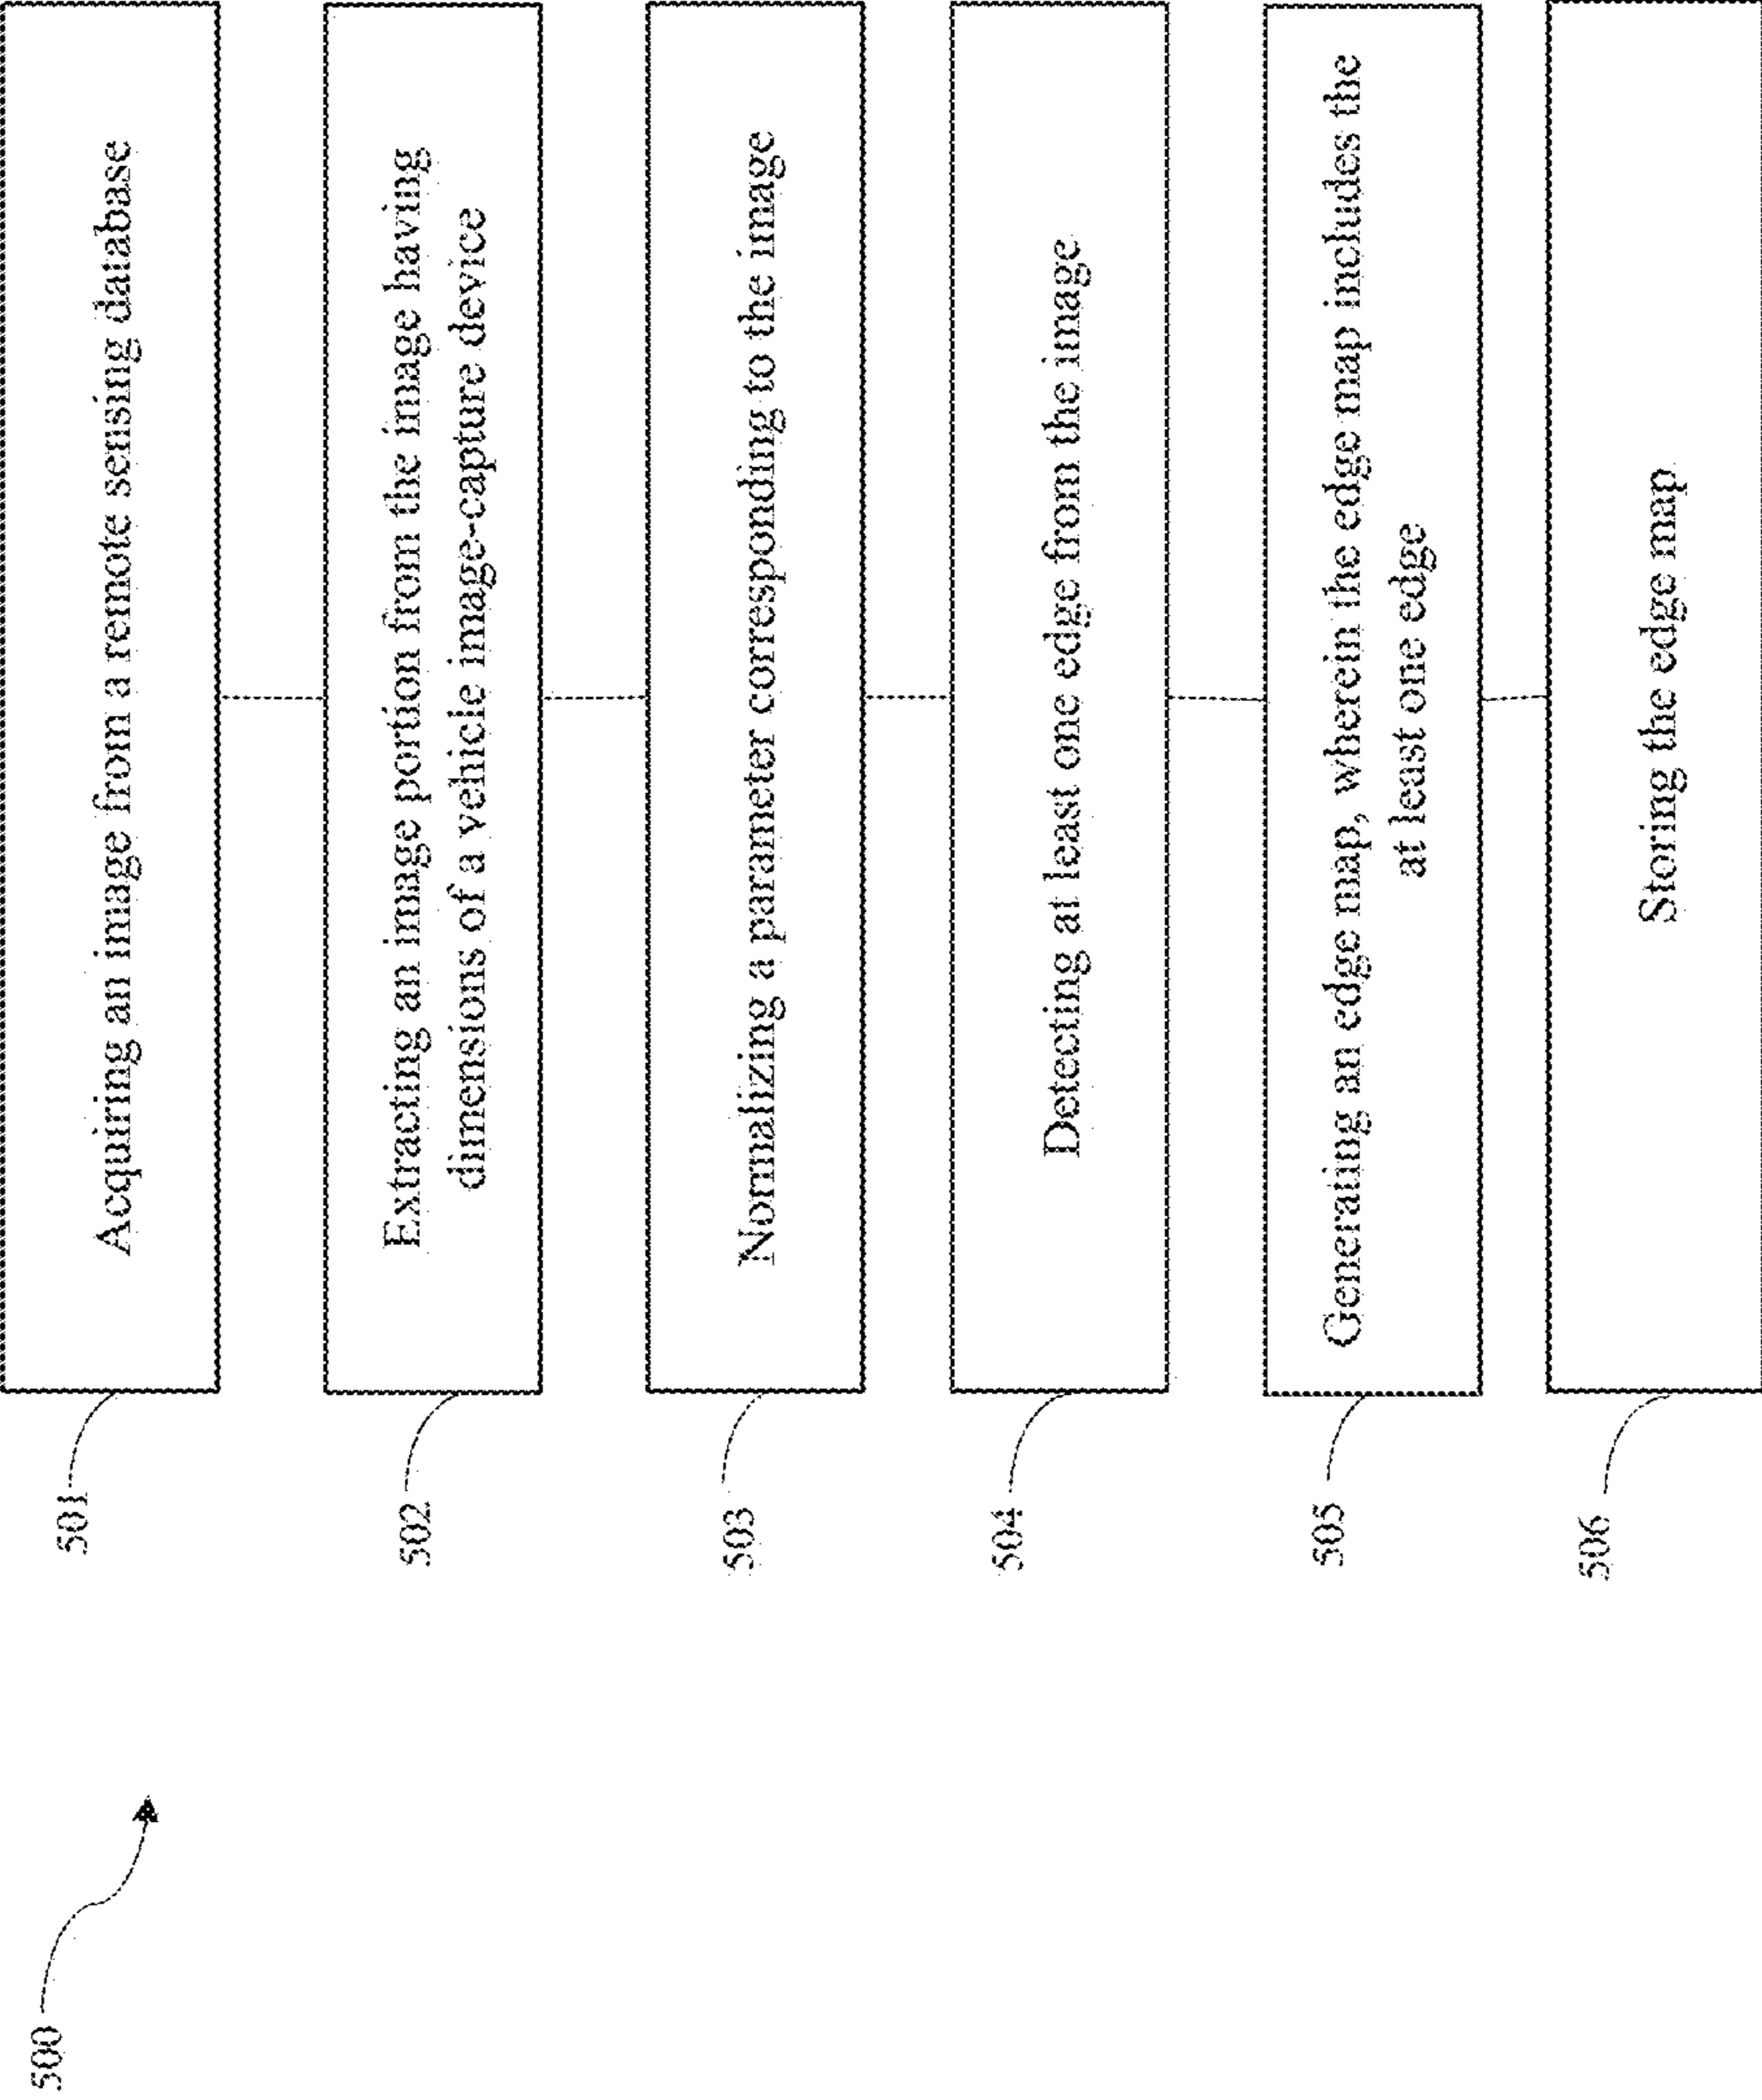 500
501
Acquiring an image from a remote sensing database
502
Extracting an image portion from the image having
dimensions of a vehicle image-capture device
503
Normalizing a parameter corresponding to the image
504
Detecting at least one edge from the image
505
Generating an edge map, wherein the edge map includes the
at least one edge
506
Storing the edge map